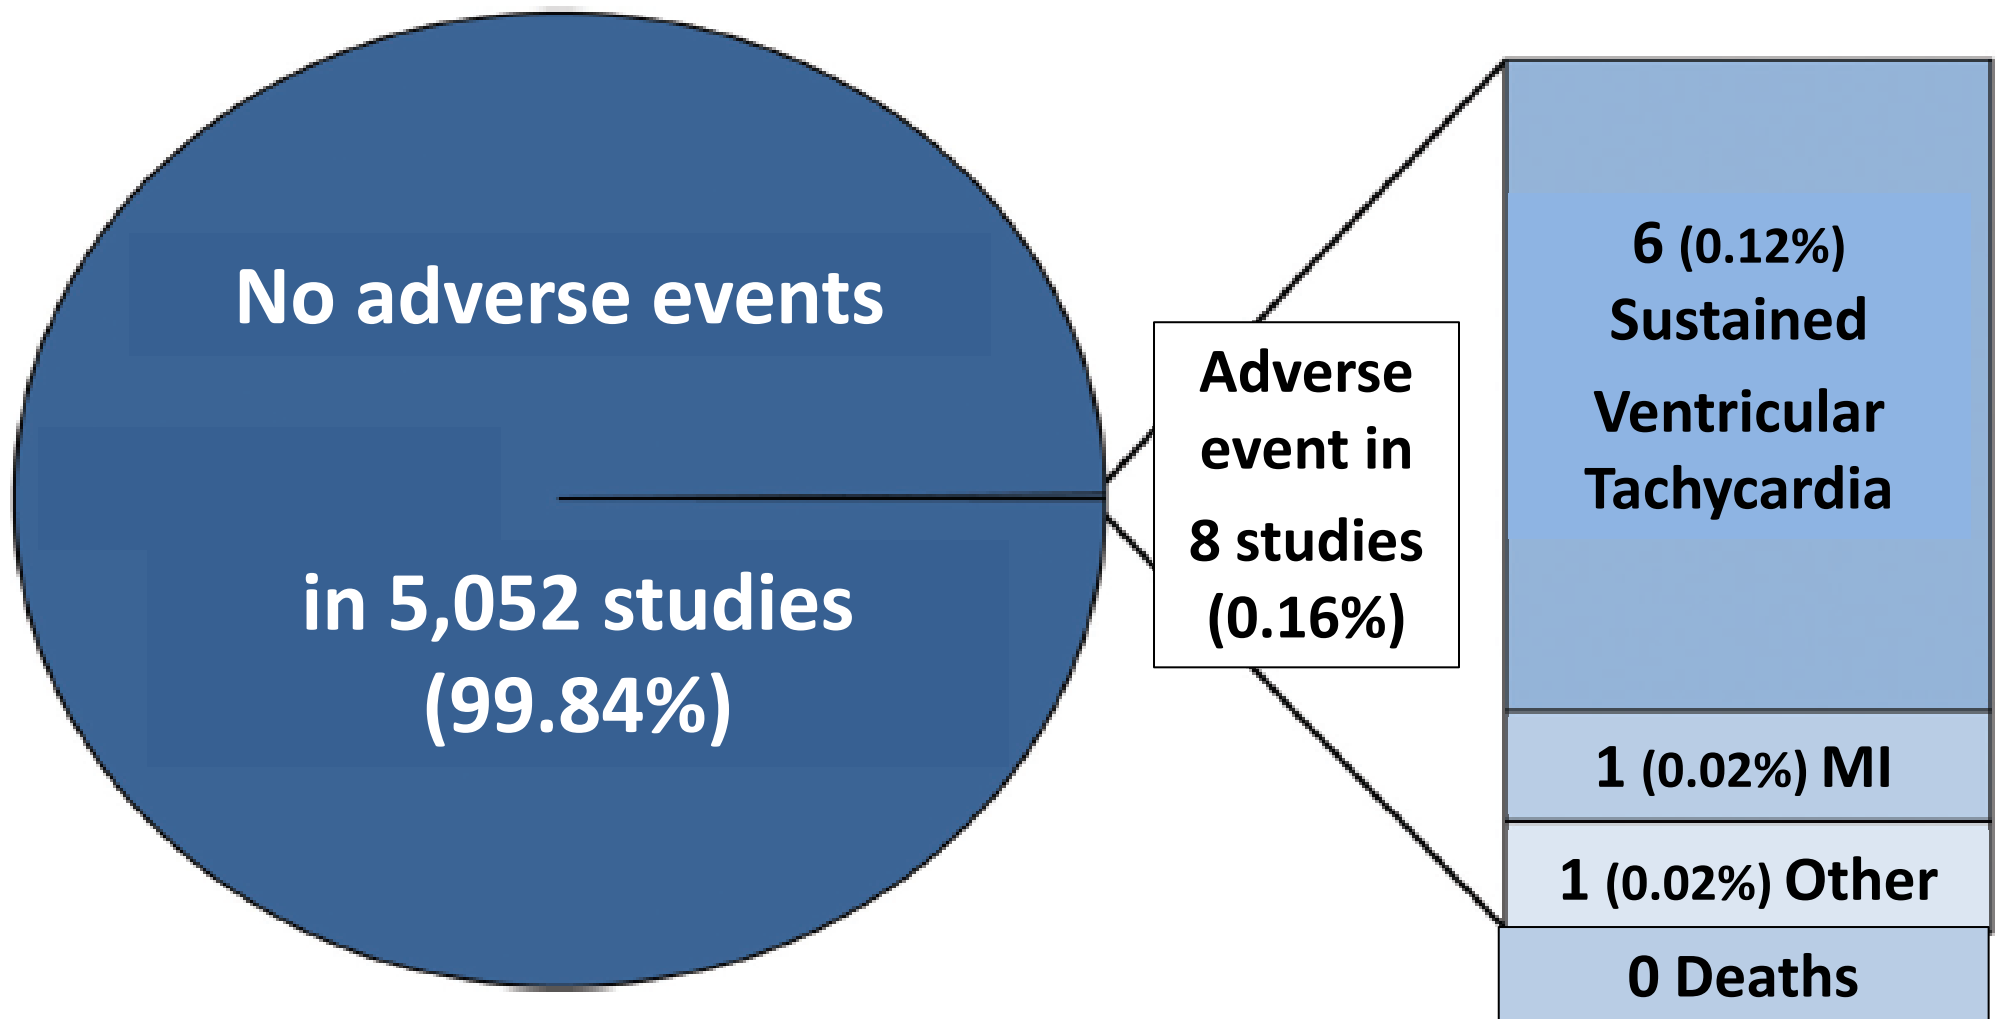 No adverse events
in 5,052 studies
(99.84%)
Adverse
event in
8 studies
(0.16%)
6 (0.12%)
Sustained
Ventricular
Tachycardia
1 (0.02%) MI
1 (0.02%) Other
0 Deaths